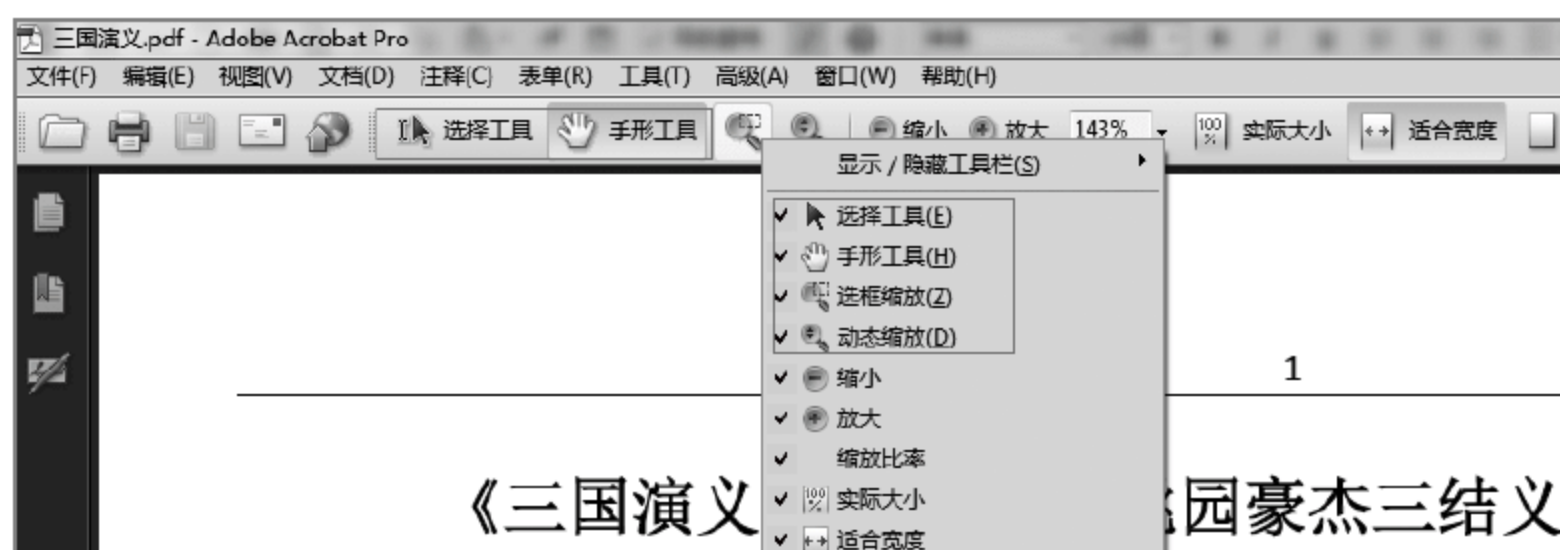 三国演义.pdf - Adobe Acrobat Pro
文件(F) 编辑(E) 视图(V) 文档(D) 注释(C) 表单(R) 工具(T) 高级(A) 窗口(W) 帮助(H)
选择工具 手形工具 缩小 放大 143% 实际大小 适合宽度
显示 / 隐藏工具栏(S)
选择工具(E)
手形工具(H)
选框缩放(Z)
动态缩放(D)
缩小
1
放大
缩放比率
实际大小
《三国演义 园豪杰三结义
适合宽度